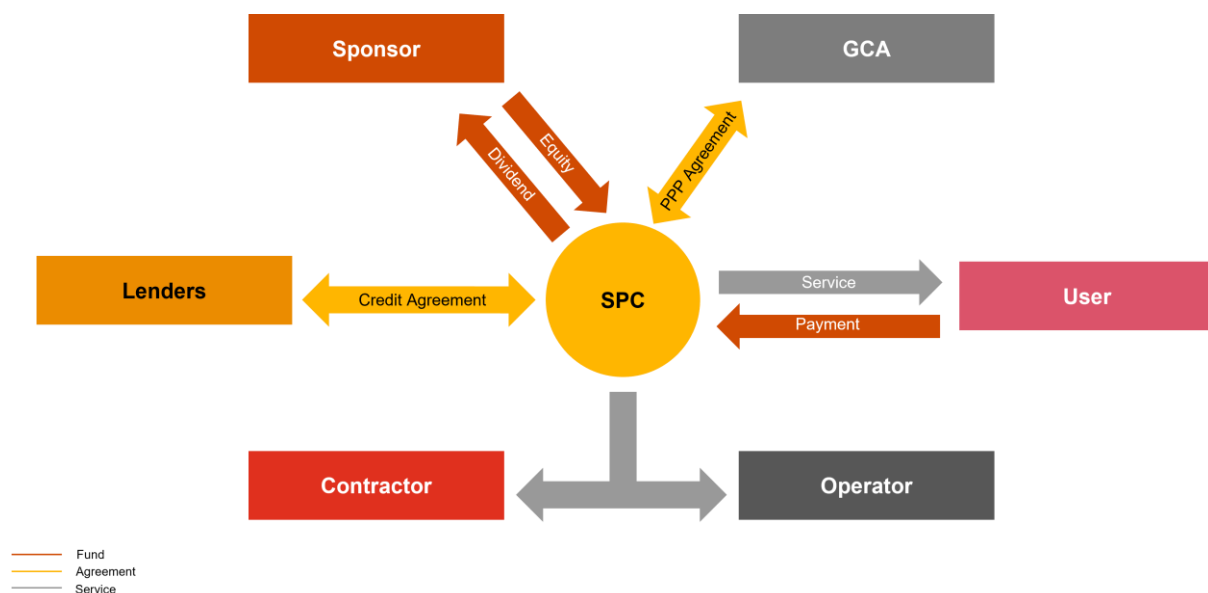 Sponsor
GCA
Equity
Dividend
PPP Agreement
Lenders
Credit Agreement
SPC
Service
Payment
User
Contractor
Operator
Fund
Agreement
Service